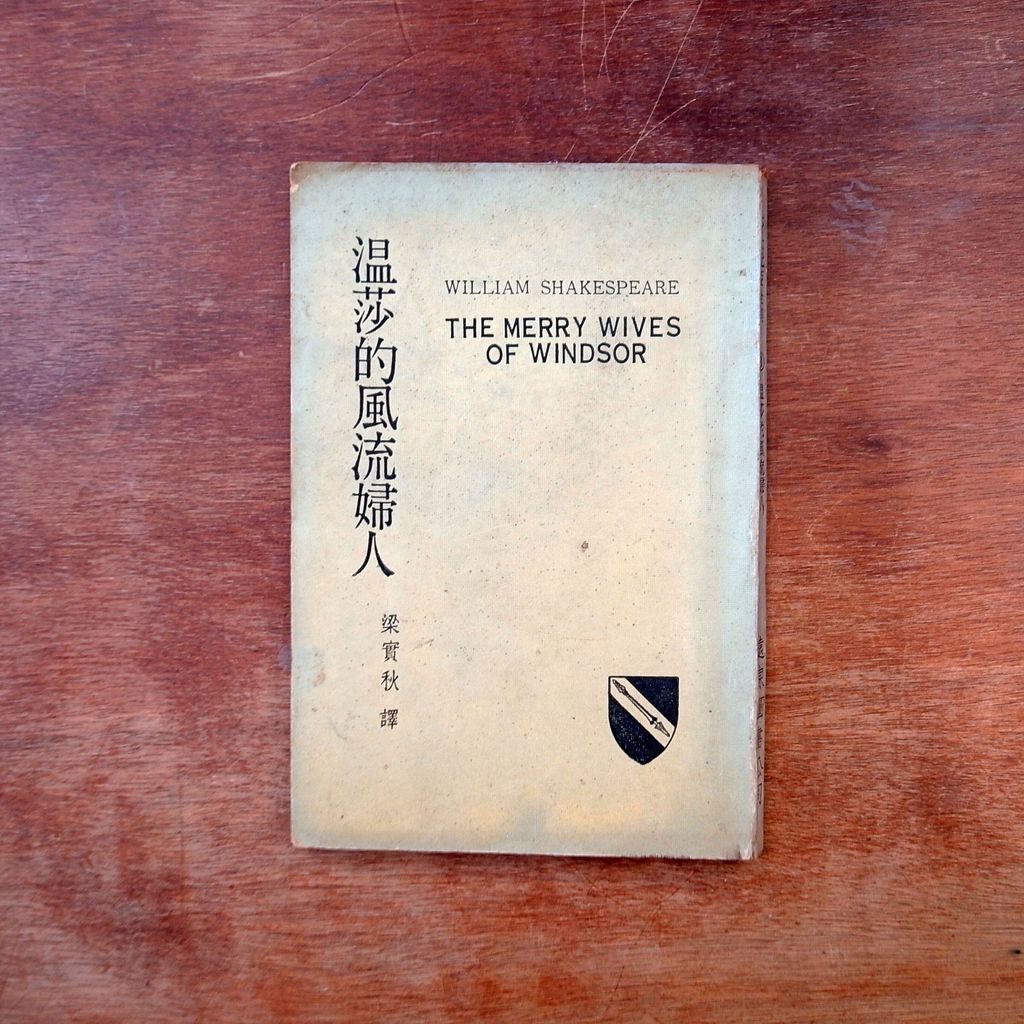 温莎的風流婦人
梁實秋 譯
WILLIAM SHAKESPEARE
THE MERRY WIVES
OF WINDSOR